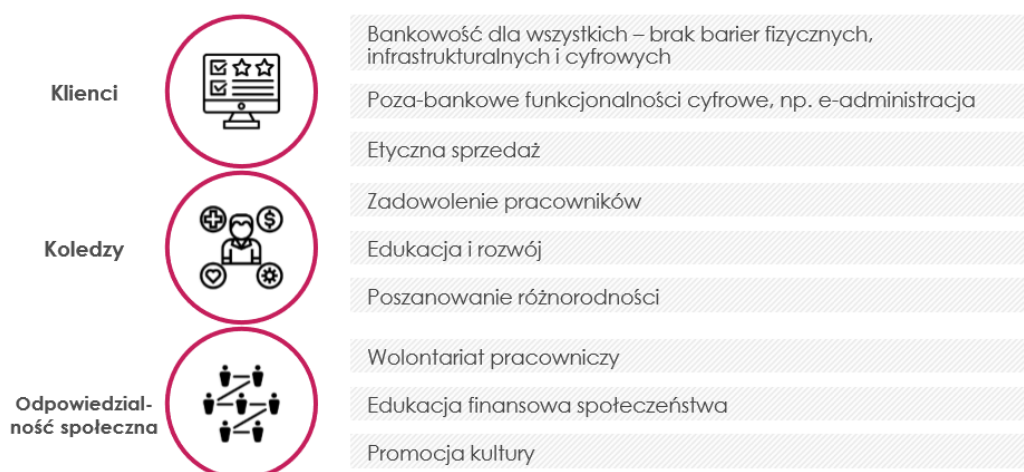 Klienci
Bankowość dla wszystkich – brak barier fizycznych,
infrastrukturalnych i cyfrowych
Poza-bankowe funkcjonalności cyfrowe, np. e-administracja
Etyczna sprzedaż
Koledzy
Zadowolenie pracowników
Edukacja i rozwój
Poszanowanie różnorodności
Odpowiedzial-
ność społeczna
Wolontariat pracowniczy
Edukacja finansowa społeczeństwa
Promocja kultury